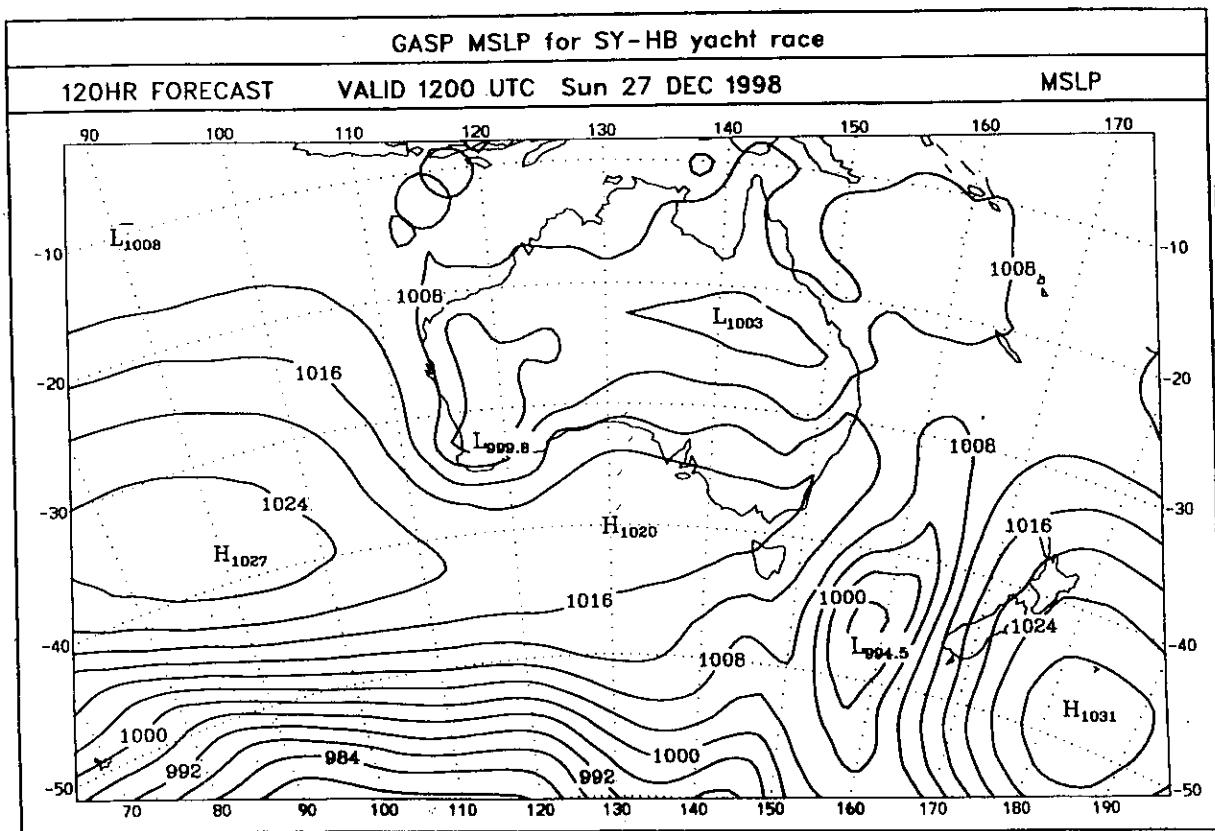 GASP MSLP for SY-HB yacht race
120HR FORECAST VALID 1200 UTC Sun 27 DEC 1998 MSLP
90 100 110 120 130 140 150 160 170
L1008
-10 -10
1008 1008
L1003
1016
-20 -20
L999.8 1008
1024
-30 H1020 1016 -30
H1027
1016 1000
1024
-40 1008 L994.5 -40
H1031
1000 1000
992 984 992
-50 -50
70 80 90 100 110 120 130 140 150 160 170 180 190